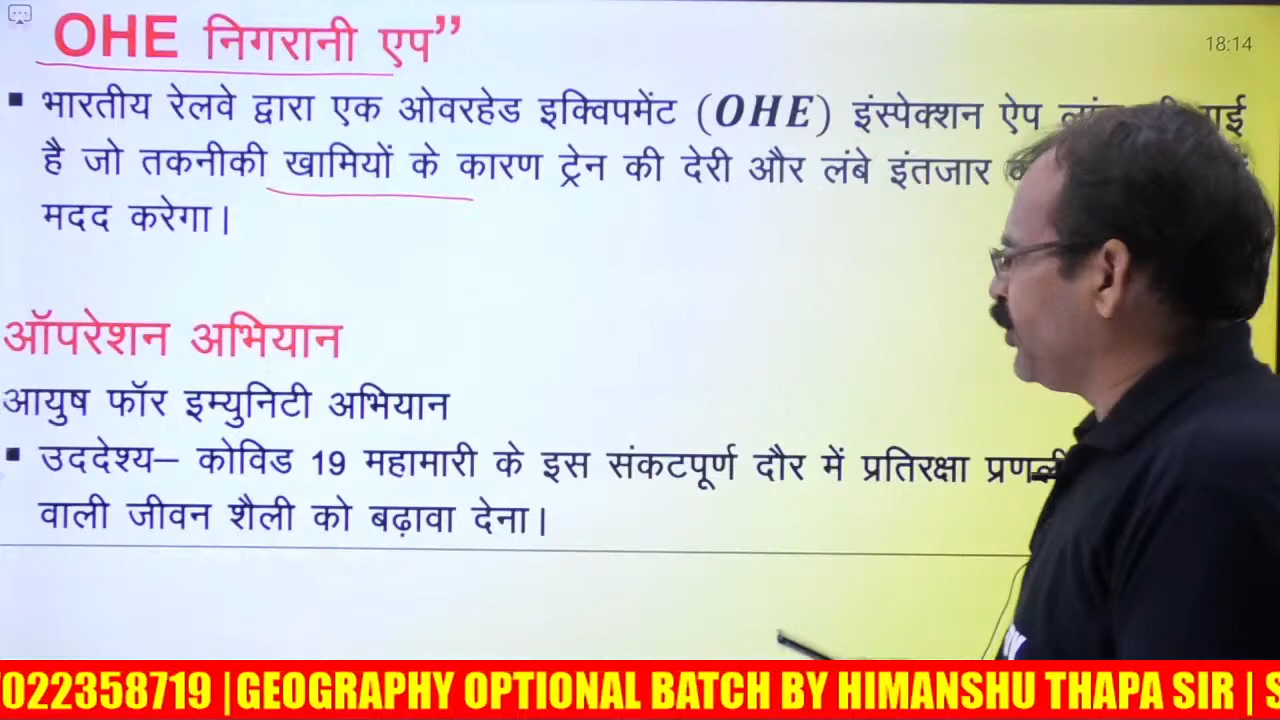 OHE निगरानी एप”
18:14
▪ भारतीय रेलवे द्वारा एक ओवरहेड इक्विपमेंट (OHE) इंस्पेक्शन ऐप
है जो तकनीकी खामियों के कारण ट्रेन की देरी और लंबे इंतजार
मदद करेगा।
ऑपरेशन अभियान
आयुष फॉर इम्युनिटी अभियान
▪ उददेश्य– कोविड 19 महामारी के इस संकटपूर्ण दौर में प्रतिरक्षा
वाली जीवन शैली को बढ़ावा देना।
7022358719 |GEOGRAPHY OPTIONAL BATCH BY HIMANSHU THAPA SIR | S